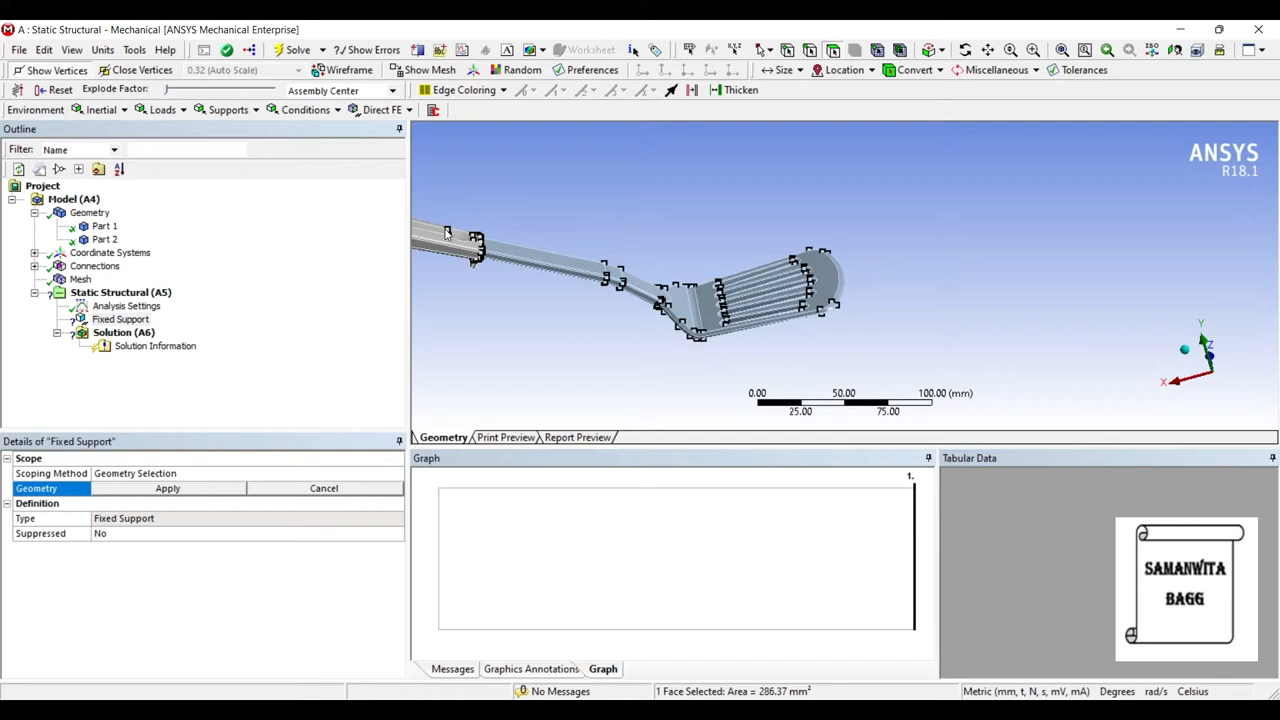 A : Static Structural - Mechanical [ANSYS Mechanical Enterprise]
File Edit View Units Tools Help Solve ?/Show Errors Worksheet
Show Vertices Close Vertices 0.32 (Auto Scale) Wireframe Show Mesh Random Preferences Size Location Convert Miscellaneous Tolerances
Reset Explode Factor: Assembly Center Edge Coloring Thicken
Environment Inertial Loads Supports Conditions Direct FE
Outline
Filter: Name
Project
Model (A4)
Geometry
Part 1
Part 2
Coordinate Systems
Connections
Mesh
Static Structural (A5)
Analysis Settings
Fixed Support
Solution (A6)
Solution Information
ANSYS
R18.1
Y
Z
X
0.00 50.00 100.00 (mm)
25.00 75.00
Geometry Print Preview Report Preview
Details of "Fixed Support"
Scope
Scoping Method Geometry Selection
Geometry Apply Cancel
Definition
Type Fixed Support
Suppressed No
Graph
1.
Tabular Data
SAMANWITA
BAGG
Messages Graphics Annotations Graph
No Messages 1 Face Selected: Area = 286.37 mm² Metric (mm, t, N, s, mV, mA) Degrees rad/s Celsius